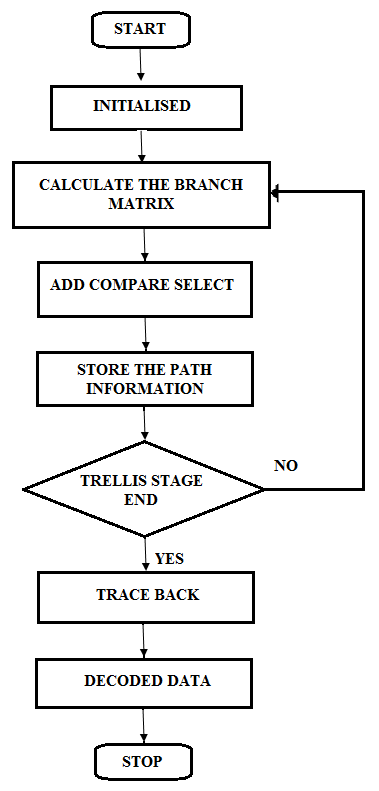 START
INITIALISED
CALCULATE THE BRANCH
MATRIX
ADD COMPARE SELECT
STORE THE PATH
INFORMATION
TRELLIS STAGE
END
NO
YES
TRACE BACK
DECODED DATA
STOP